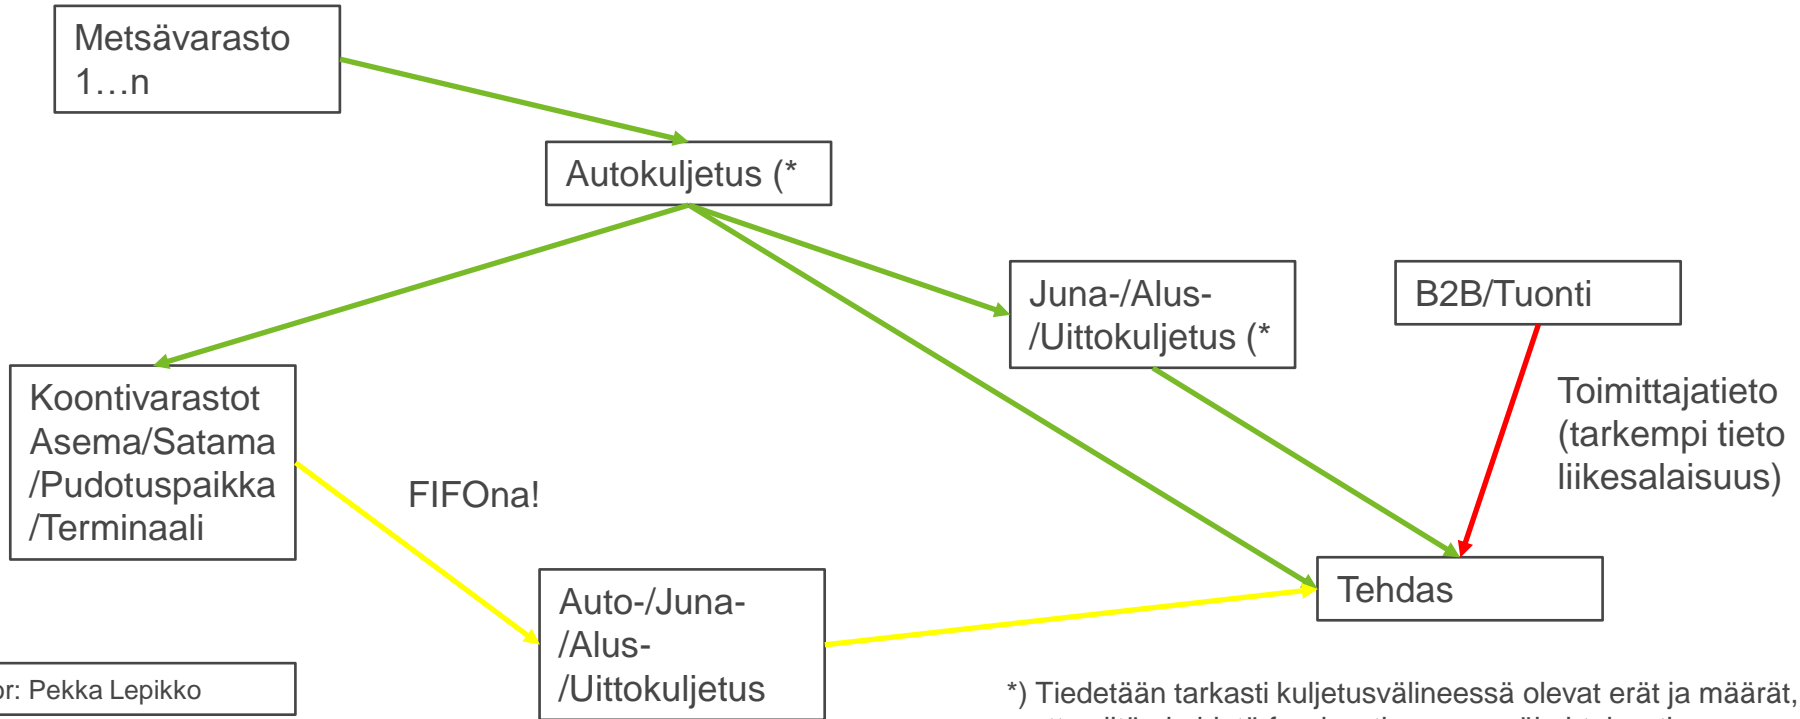 Metsävarasto
1…n
Autokuljetus (*
Juna-/Alus-
/Uittokuljetus (*
B2B/Tuonti
Koontivarastot
Asema/Satama
/Pudotuspaikka
/Terminaali
FIFOna!
Toimittajatieto
(tarkempi tieto
liikesalaisuus)
Auto-/Juna-
/Alus-
/Uittokuljetus
Tehdas
or: Pekka Lepikko
*) Tiedetään tarkasti kuljetusvälineessä olevat erät ja määrät,